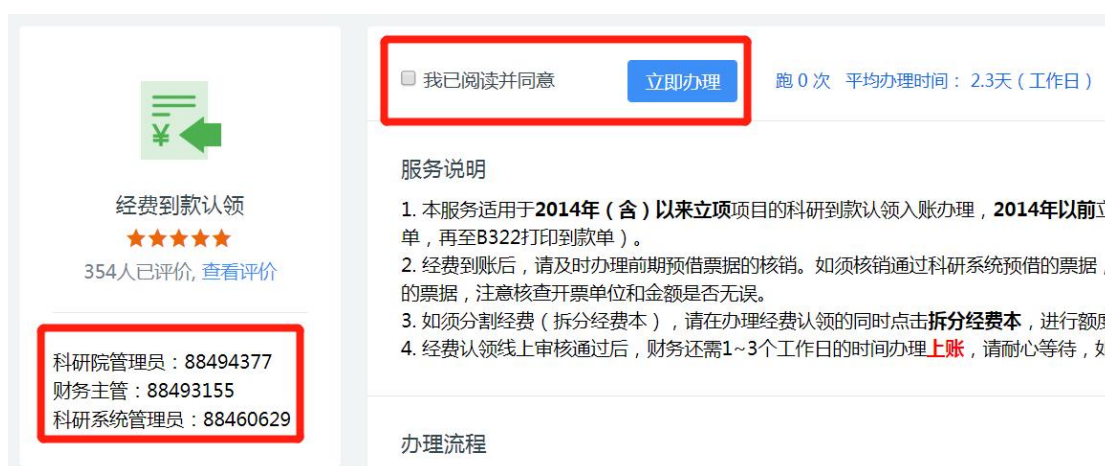 ¥
经费到款认领
354人已评价, 查看评价
科研院管理员：88494377
财务主管：88493155
科研系统管理员：88460629
我已阅读并同意
立即办理
跑 0 次 平均办理时间： 2.3天（工作日）
服务说明
1. 本服务适用于2014年（含）以来立项项目的科研到款认领入账办理，2014年以前立
单，再至B322打印到款单）。
2. 经费到账后，请及时办理前期预借票据的核销。如须核销通过科研系统预借的票据，
的票据，注意核查开票单位和金额是否无误。
3. 如须分割经费（拆分经费本），请在办理经费认领的同时点击拆分经费本，进行额度
4. 经费认领线上审核通过后，财务还需1~3个工作日的时间办理上账，请耐心等待，如
办理流程